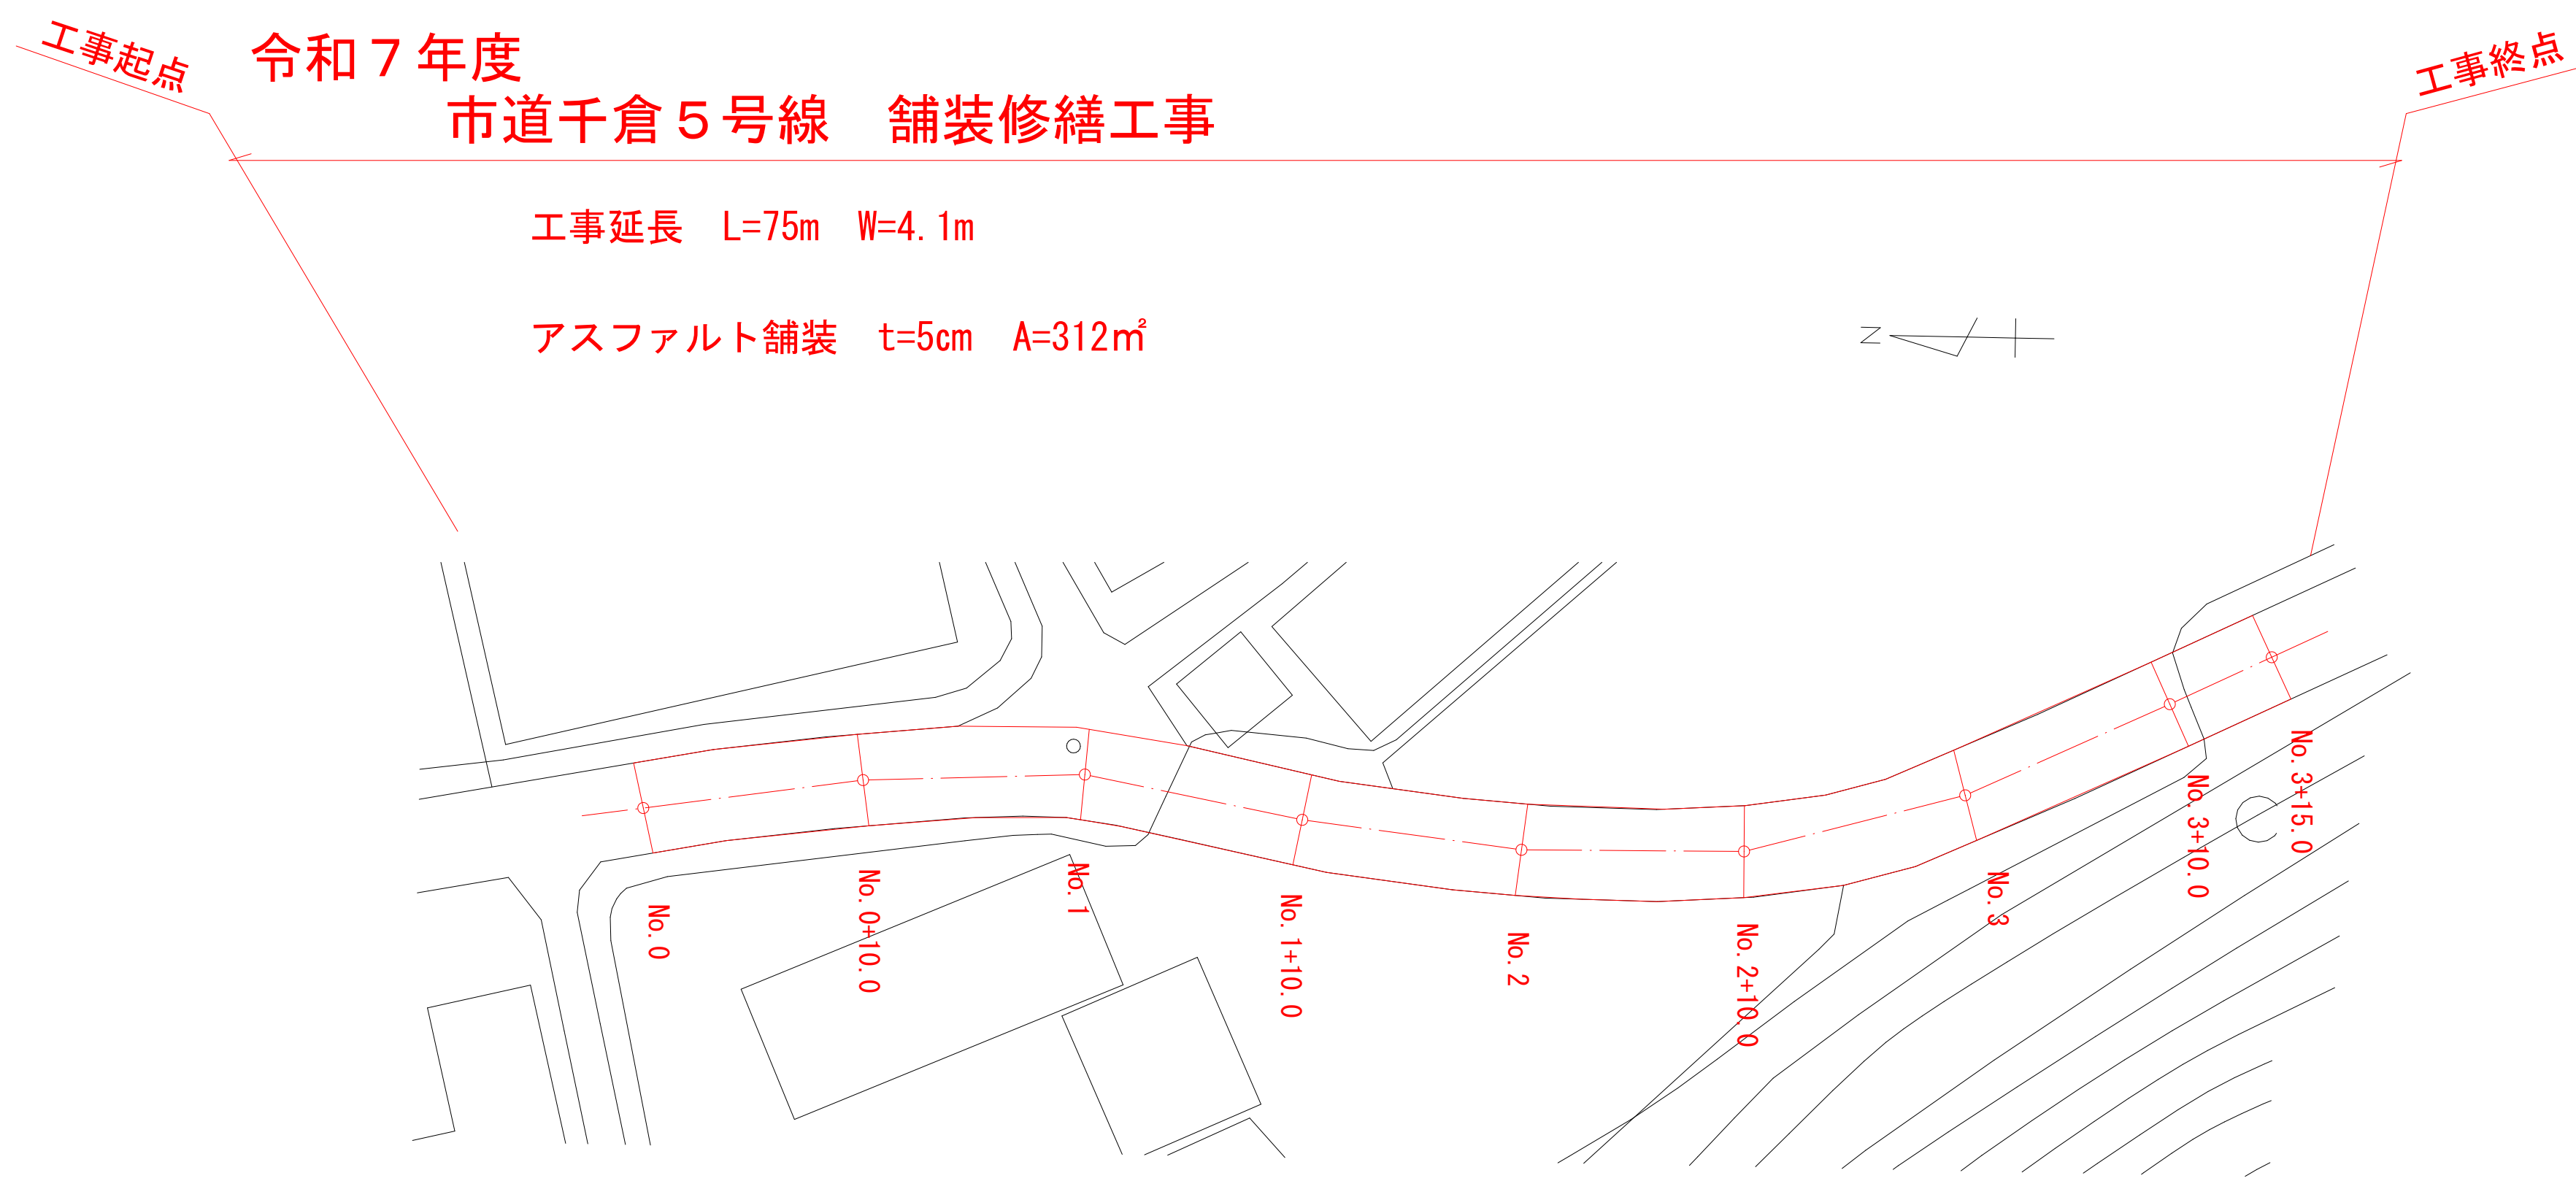 工事起点
令和７年度
市道千倉５号線　舗装修繕工事
工事終点
工事延長　L=75m　W=4.1m
アスファルト舗装　t=5cm　A=312㎡
N
No.0
No.0+10.0
No.1
No.1+10.0
No.2
No.2+10.0
No.3
No.3+10.0
No.3+15.0